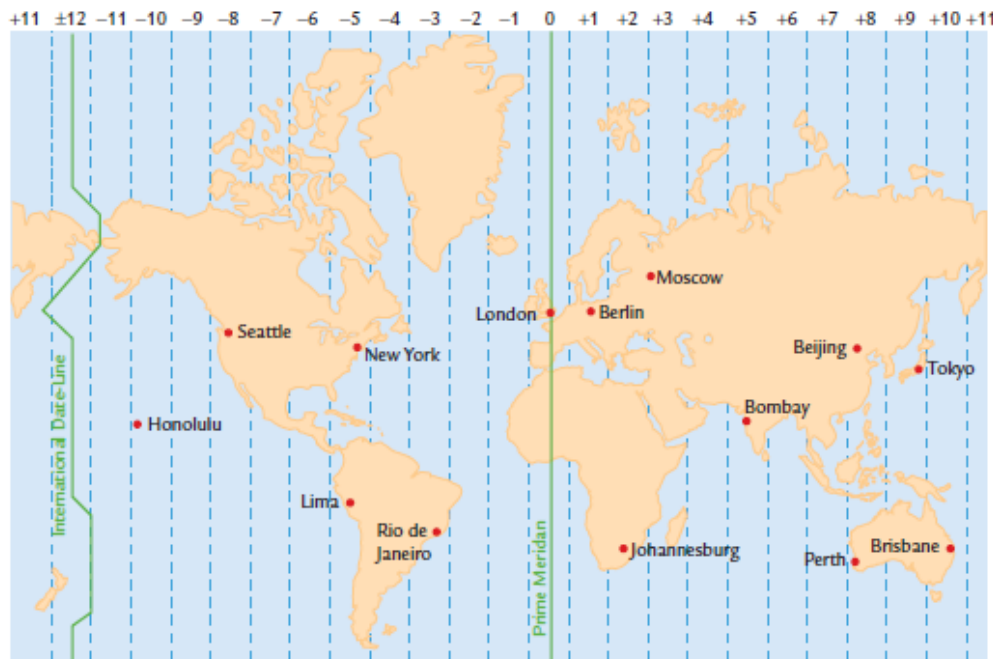 +11 ±12 −11 −10 −9 −8 −7 −6 −5 −4 −3 −2 −1 0 +1 +2 +3 +4 +5 +6 +7 +8 +9 +10 +11
Moscow
London
Berlin
Seattle
New York
Beijing
Tokyo
Bombay
Honolulu
International Date-Line
Lima
Rio de
Janeiro
Prime Meridan
Johannesburg
Perth
Brisbane